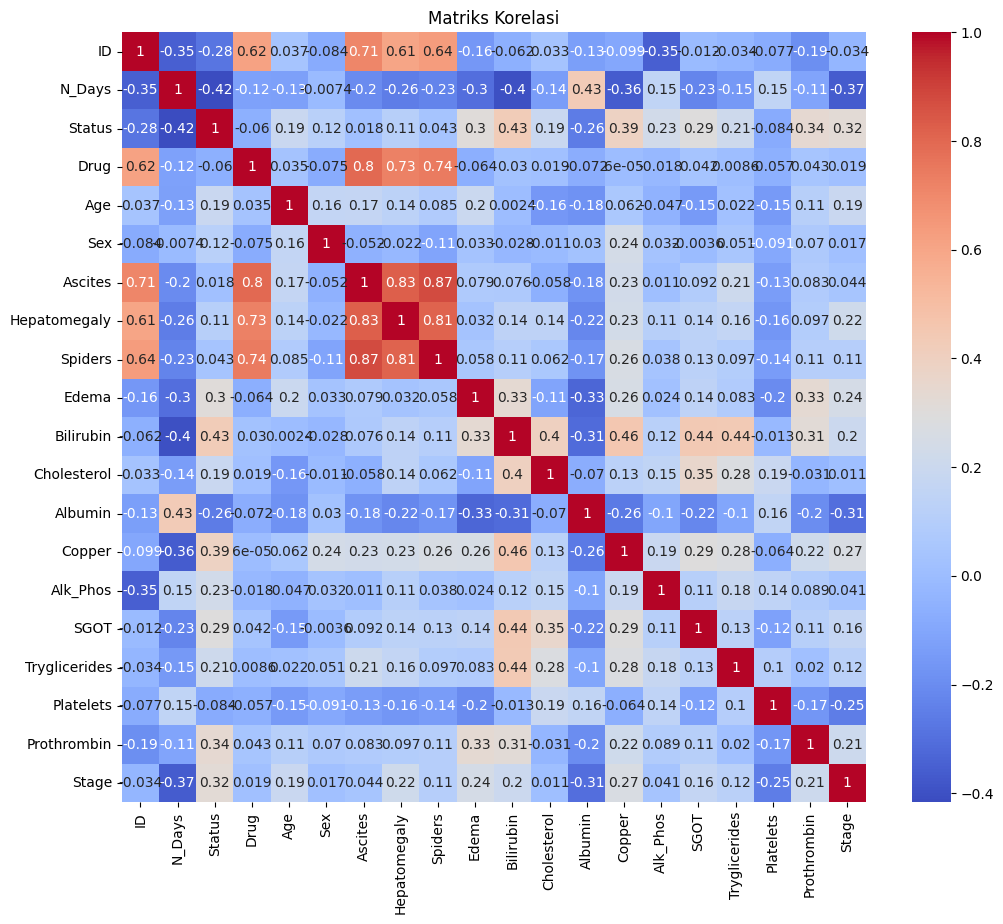 Matriks Korelasi
ID 1 -0.35 -0.28 0.62 0.037 -0.084 0.71 0.61 0.64 -0.16 -0.062 -0.033 -0.13 -0.099 -0.35 -0.012 -0.034 -0.077 -0.19 -0.034
N_Days -0.35 1 -0.42 -0.12 -0.13 -0.0074 -0.2 -0.26 -0.23 -0.3 -0.4 -0.14 0.43 -0.36 0.15 -0.23 -0.15 0.15 -0.11 -0.37
Status -0.28 -0.42 1 -0.06 0.19 0.12 0.018 0.11 0.043 0.3 0.43 0.19 -0.26 0.39 0.23 0.29 0.21 -0.084 0.34 0.32
Drug 0.62 -0.12 -0.06 1 0.035 -0.075 0.8 0.73 0.74 -0.064 0.03 0.019 -0.072 -0.018 0.042 0.0086 -0.057 0.043 0.019
Age 0.037 -0.13 0.19 0.035 1 0.16 0.17 0.14 0.085 0.2 0.0024 -0.16 -0.18 0.062 -0.047 -0.15 0.022 -0.15 0.11 0.19
Sex -0.084 -0.0074 0.12 -0.075 0.16 1 -0.052 -0.022 -0.11 0.033 -0.028 -0.011 0.03 0.24 0.032 -0.0036 0.051 -0.091 0.07 0.017
Ascites 0.71 -0.2 0.018 0.8 0.17 -0.052 1 0.83 0.87 0.079 0.076 -0.058 -0.18 0.23 0.011 0.092 0.21 -0.13 0.083 0.044
Hepatomegaly 0.61 -0.26 0.11 0.73 0.14 -0.022 0.83 1 0.81 0.032 0.14 0.14 -0.22 0.23 0.11 0.14 0.16 -0.16 0.097 0.22
Spiders 0.64 -0.23 0.043 0.74 0.085 -0.11 0.87 0.81 1 0.058 0.11 0.062 -0.17 0.26 0.038 0.13 0.097 -0.14 0.11 0.11
Edema -0.16 -0.3 0.3 -0.064 0.2 0.033 0.079 0.032 0.058 1 0.33 -0.11 -0.33 0.26 0.024 0.14 0.083 -0.2 0.33 0.24
Bilirubin -0.062 -0.4 0.43 0.03 0.0024 -0.028 0.076 0.14 0.11 0.33 1 0.4 -0.31 0.46 0.12 0.44 0.44 -0.013 0.31 0.2
Cholesterol -0.033 -0.14 0.19 0.019 -0.16 -0.011 -0.058 0.14 0.062 -0.11 0.4 1 -0.07 0.13 0.15 0.35 0.28 0.19 -0.031 0.011
Albumin -0.13 0.43 -0.26 -0.072 -0.18 0.03 -0.18 -0.22 -0.17 -0.33 -0.31 -0.07 1 -0.26 -0.1 -0.22 -0.1 0.16 -0.2 -0.31
Copper -0.099 -0.36 0.39 0.062 0.24 0.23 0.23 0.26 0.26 0.46 0.13 -0.26 1 0.19 0.29 0.28 -0.064 0.22 0.27
Alk_Phos -0.35 0.15 0.23 -0.018 -0.047 0.032 0.011 0.11 0.038 0.024 0.12 0.15 -0.1 0.19 1 0.11 0.18 0.14 0.089 0.041
SGOT -0.012 -0.23 0.29 0.042 -0.15 -0.0036 0.092 0.14 0.13 0.14 0.44 0.35 -0.22 0.29 0.11 1 0.13 -0.12 0.11 0.16
Tryglicerides -0.034 -0.15 0.21 0.0086 0.022 0.051 0.21 0.16 0.097 0.083 0.44 0.28 -0.1 0.28 0.18 0.13 1 0.1 0.02 0.12
Platelets -0.077 0.15 -0.084 -0.057 -0.15 -0.091 -0.13 -0.16 -0.14 -0.2 -0.013 0.19 0.16 -0.064 0.14 -0.12 0.1 1 -0.17 -0.25
Prothrombin -0.19 -0.11 0.34 0.043 0.11 0.07 0.083 0.097 0.11 0.33 0.31 -0.031 -0.2 0.22 0.089 0.11 0.02 -0.17 1 0.21
Stage -0.034 -0.37 0.32 0.019 0.19 0.017 0.044 0.22 0.11 0.24 0.2 0.011 -0.31 0.27 0.041 0.16 0.12 -0.25 0.21 1
ID N_Days Status Drug Age Sex Ascites Hepatomegaly Spiders Edema Bilirubin Cholesterol Albumin Copper Alk_Phos SGOT Tryglicerides Platelets Prothrombin Stage
1.0
0.8
0.6
0.4
0.2
0.0
-0.2
-0.4